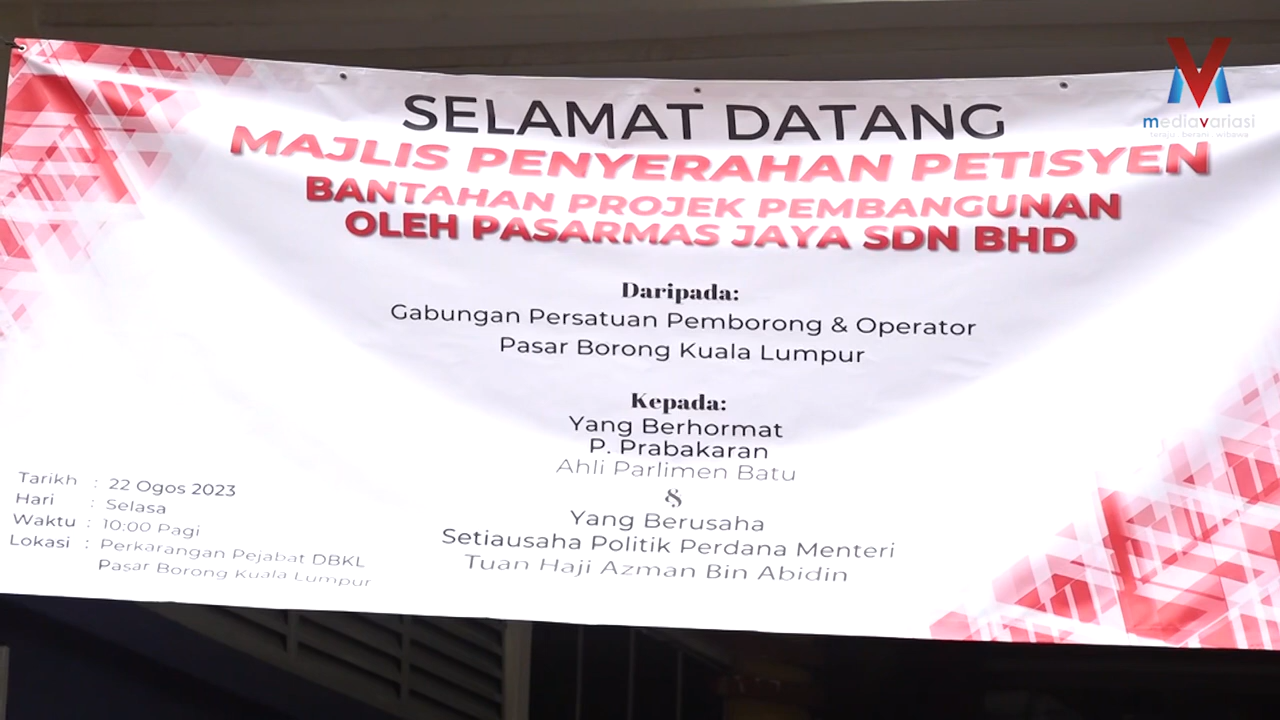 SELAMAT DATANG
MAJLIS PENYERAHAN PETISYEN
BANTAHAN PROJEK PEMBANGUNAN
OLEH PASARMAS JAYA SDN BHD
Daripada:
Gabungan Persatuan Pemborong & Operator
Pasar Borong Kuala Lumpur
Kepada:
Yang Berhormat
P. Prabakaran
Ahli Parlimen Batu
&
Yang Berusaha
Setiausaha Politik Perdana Menteri
Tuan Haji Azman Bin Abidin
Tarikh : 22 Ogos 2023
Hari : Selasa
Waktu : 10:00 Pagi
Lokasi : Perkarangan Pejabat DBKL
Pasar Borong Kuala Lumpur
mediavariasi
teraju . berani . wibawa